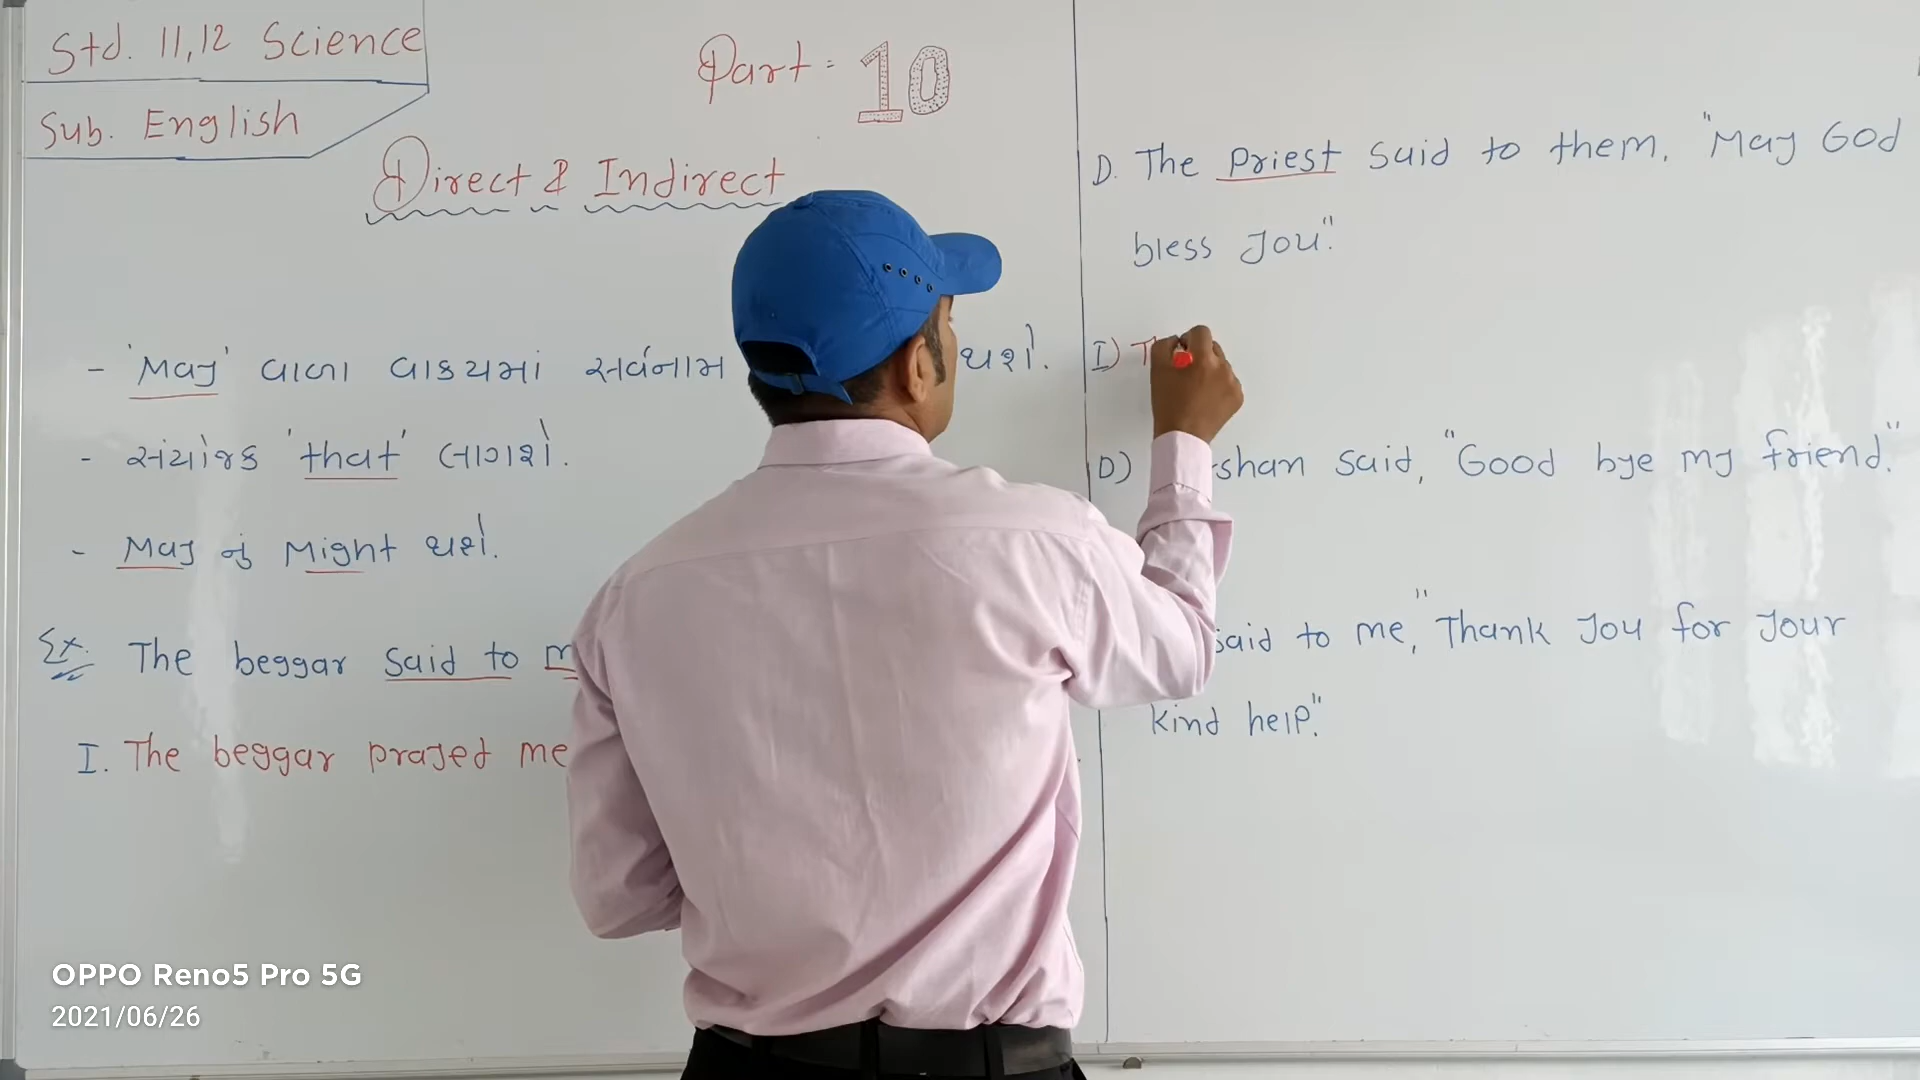 Std. 11,12 Science
Sub. English
Part = 10
Direct & Indirect
- 'May' વાળા વાકયમાં સર્વનામ થશે.
- સંયોજક 'that' લાગશે.
- May નું Might થશે.
Ex. The beggar said to
I. The beggar prayed me
D. The Priest said to them, "May God
bless you".
I)
D) shan said, "Good bye my friend."
said to me, "Thank you for your
kind help".
OPPO Reno5 Pro 5G
2021/06/26